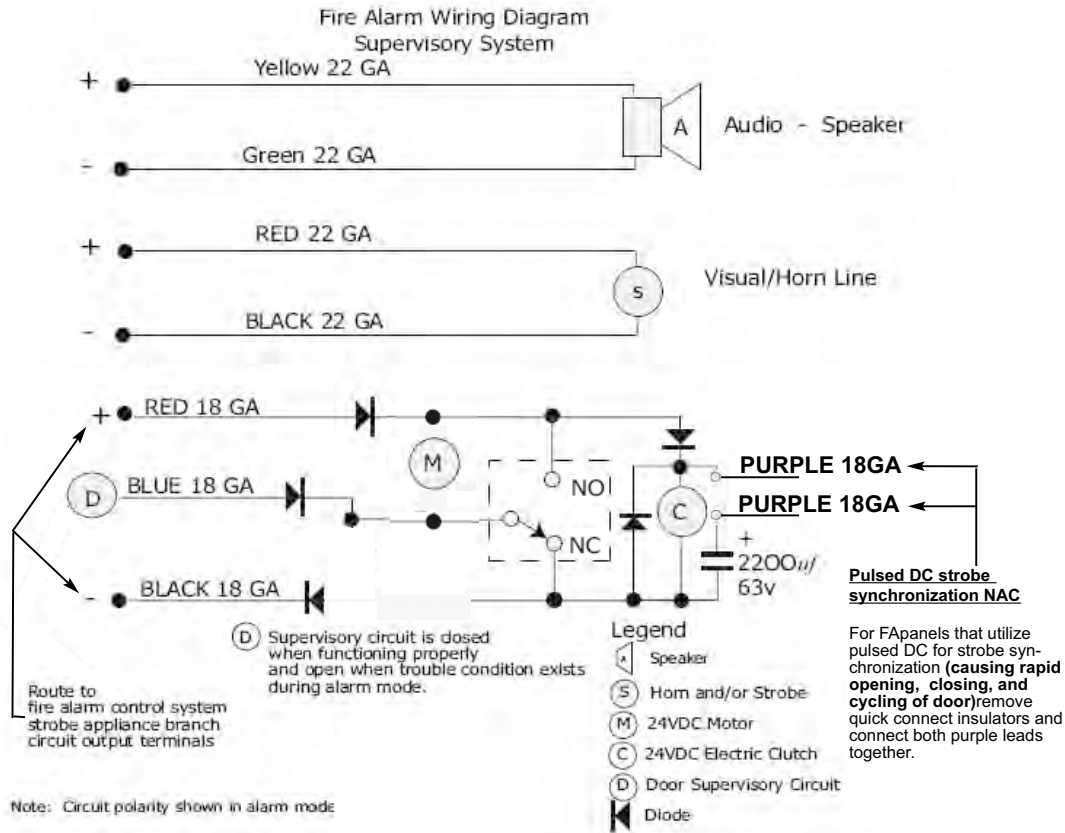 Fire Alarm Wiring Diagram
Supervisory System
+
Yellow 22 GA
A
Audio - Speaker
-
Green 22 GA
+
RED 22 GA
S
Visual/Horn Line
-
BLACK 22 GA
+
RED 18 GA
M
NO
PURPLE 18GA
D
BLUE 18 GA
C
PURPLE 18GA
NC
+
2200uf
63v
-
BLACK 18 GA
Pulsed DC strobe
synchronization NAC
D
Supervisory circuit is closed
when functioning properly
and open when trouble condition exists
during alarm mode.
For FApanels that utilize
pulsed DC for strobe syn-
chronization (causing rapid
opening, closing, and
cycling of door)remove
quick connect insulators and
connect both purple leads
together.
Route to
fire alarm control system
strobe appliance branch
circuit output terminals
Legend
A Speaker
S Horn and/or Strobe
M 24VDC Motor
C 24VDC Electric Clutch
D Door Supervisory Circuit
Diode
Note: Circuit polarity shown in alarm mode